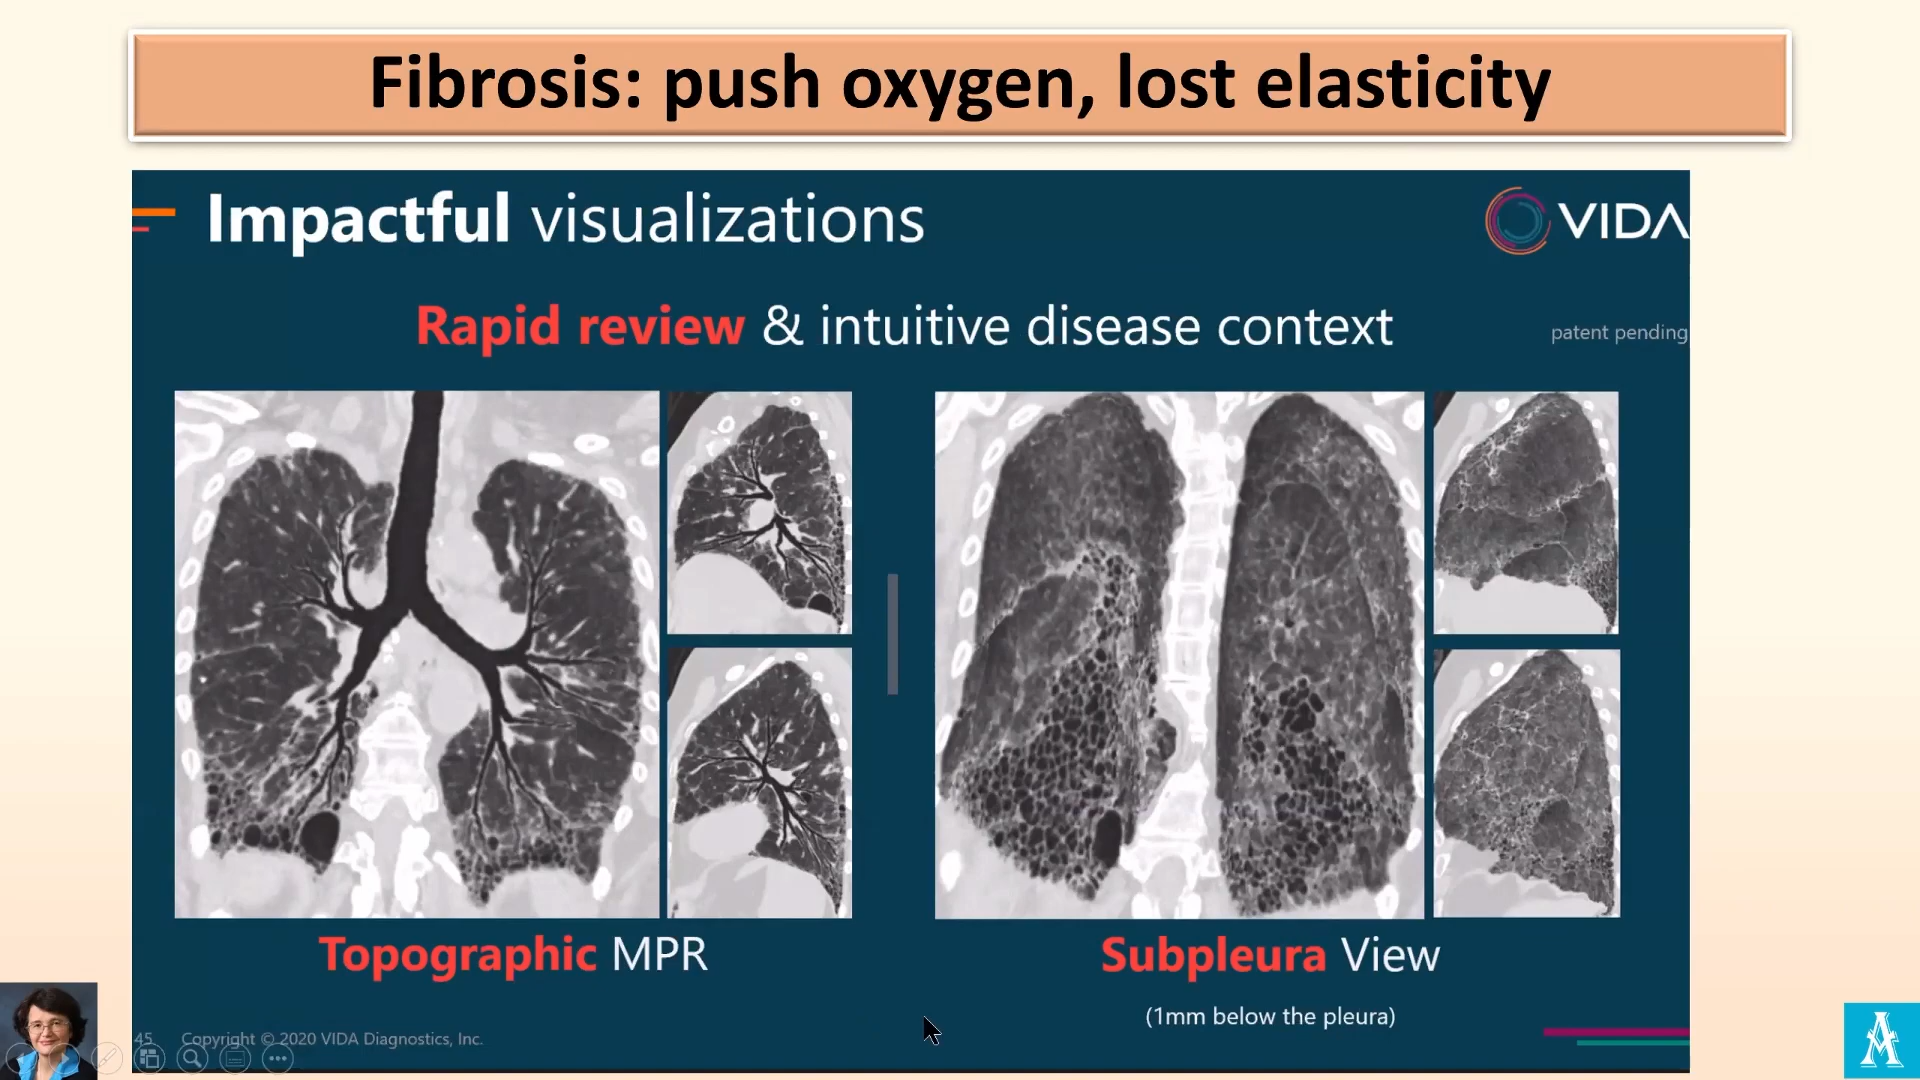 Fibrosis: push oxygen, lost elasticity
Impactful visualizations
VIDA
Rapid review & intuitive disease context
patent pending
Topographic MPR
Subpleura View
(1mm below the pleura)
45 Copyright © 2020 VIDA Diagnostics, Inc.
A